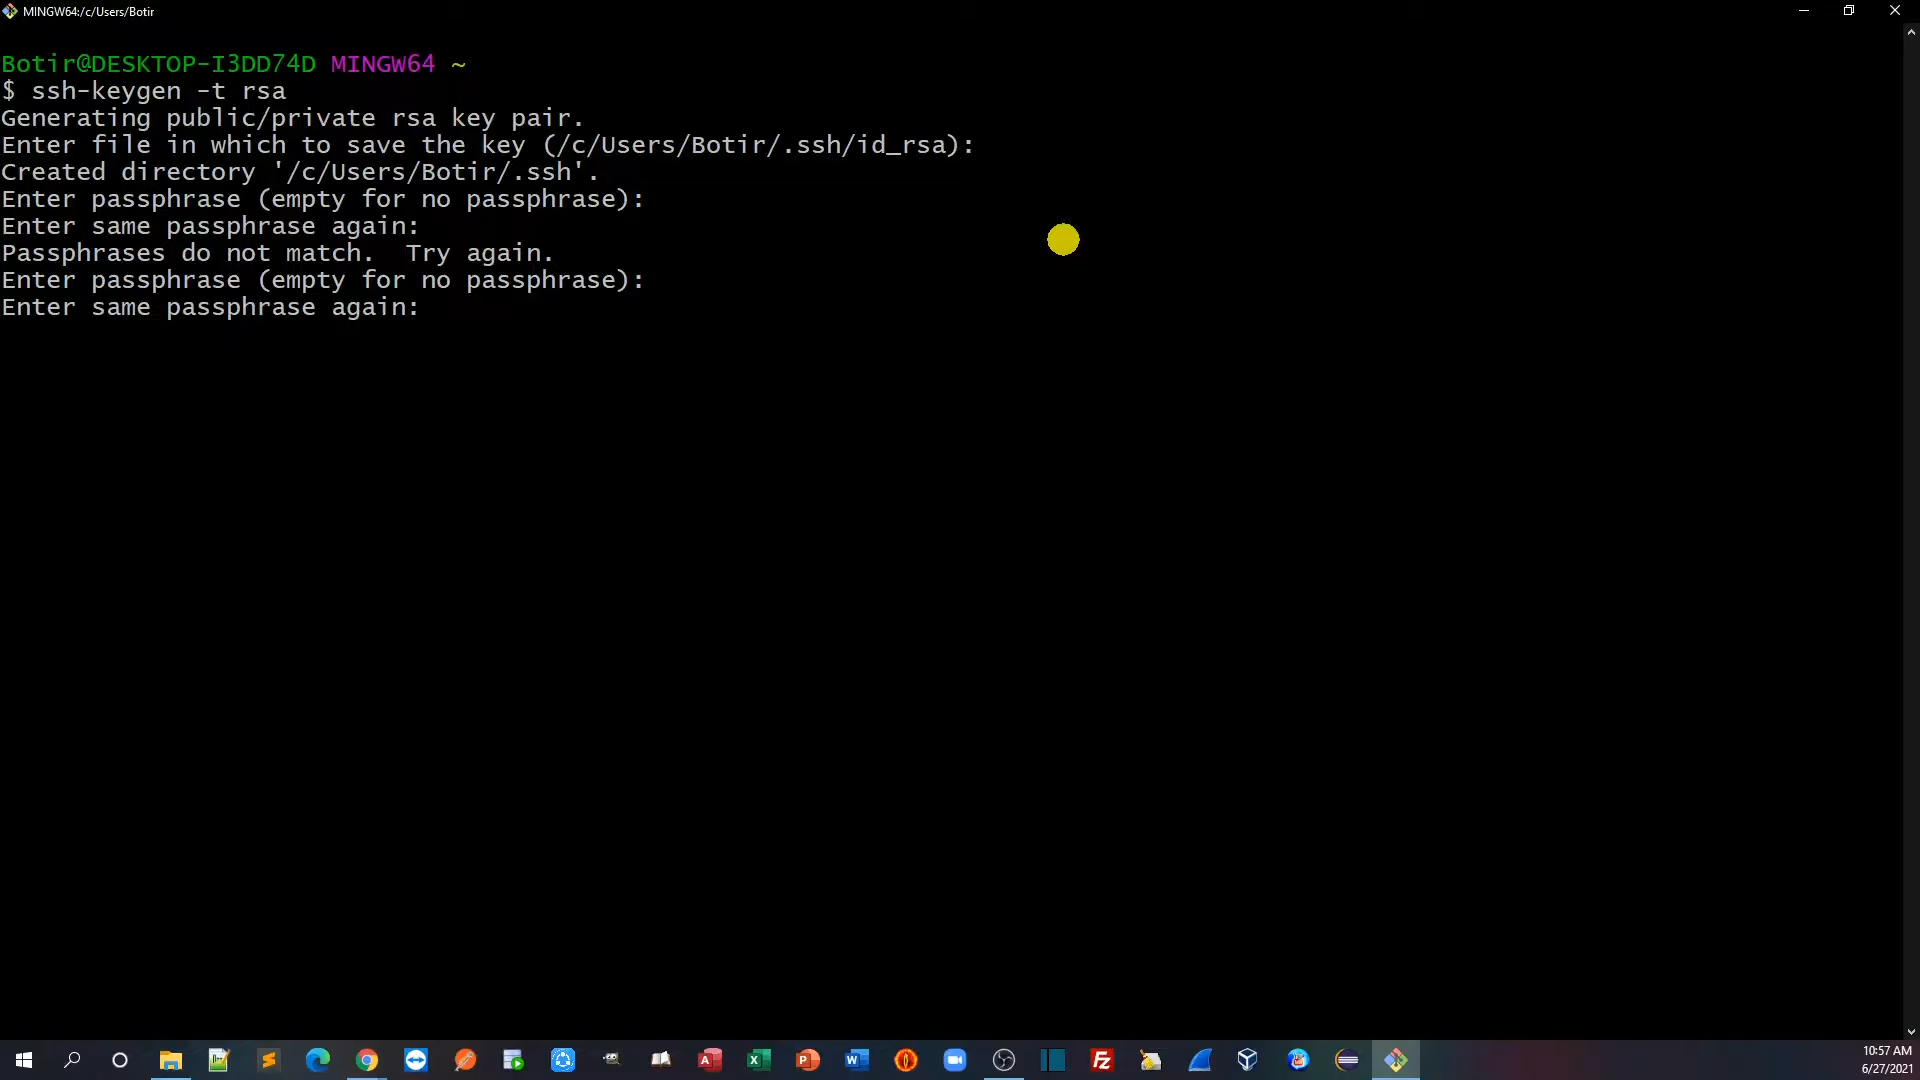 MINGW64:/c/Users/Botir
Botir@DESKTOP-I3DD74D MINGW64 ~
$ ssh-keygen -t rsa
Generating public/private rsa key pair.
Enter file in which to save the key (/c/Users/Botir/.ssh/id_rsa):
Created directory '/c/Users/Botir/.ssh'.
Enter passphrase (empty for no passphrase):
Enter same passphrase again:
Passphrases do not match.  Try again.
Enter passphrase (empty for no passphrase):
Enter same passphrase again:
10:57 AM
6/27/2021